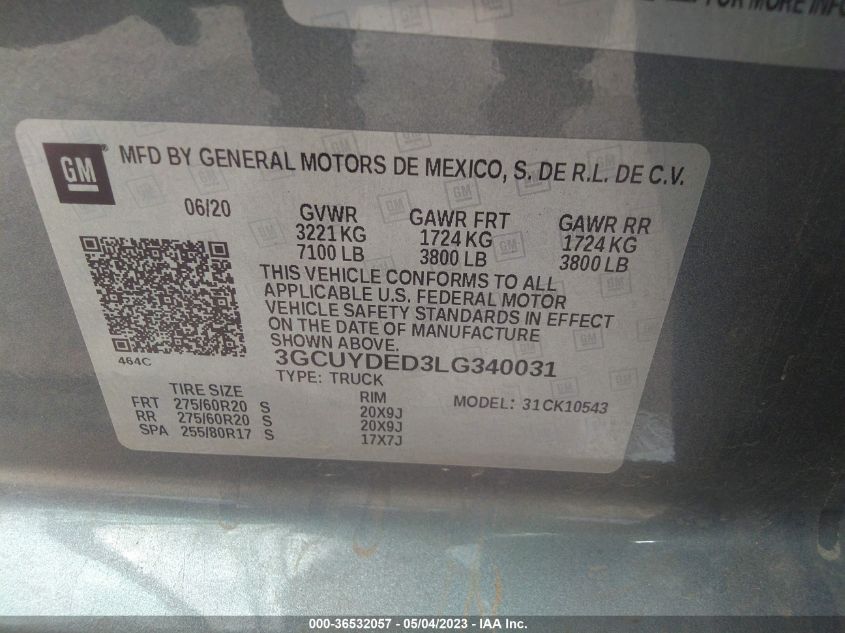 FOR MORE INFO
GM
MFD BY GENERAL MOTORS DE MEXICO, S. DE R.L. DE C.V.
06/20 GVWR GAWR FRT GAWR RR
3221 KG 1724 KG 1724 KG
7100 LB 3800 LB 3800 LB
THIS VEHICLE CONFORMS TO ALL
APPLICABLE U.S. FEDERAL MOTOR
VEHICLE SAFETY STANDARDS IN EFFECT
ON THE DATE OF MANUFACTURE
SHOWN ABOVE.
464C
3GCUYDED3LG340031
TYPE: TRUCK
TIRE SIZE RIM MODEL: 31CK10543
FRT 275/60R20 S 20X9J
RR 275/60R20 S 20X9J
SPA 255/80R17 S 17X7J
000-36532057 - 05/04/2023 - IAA Inc.